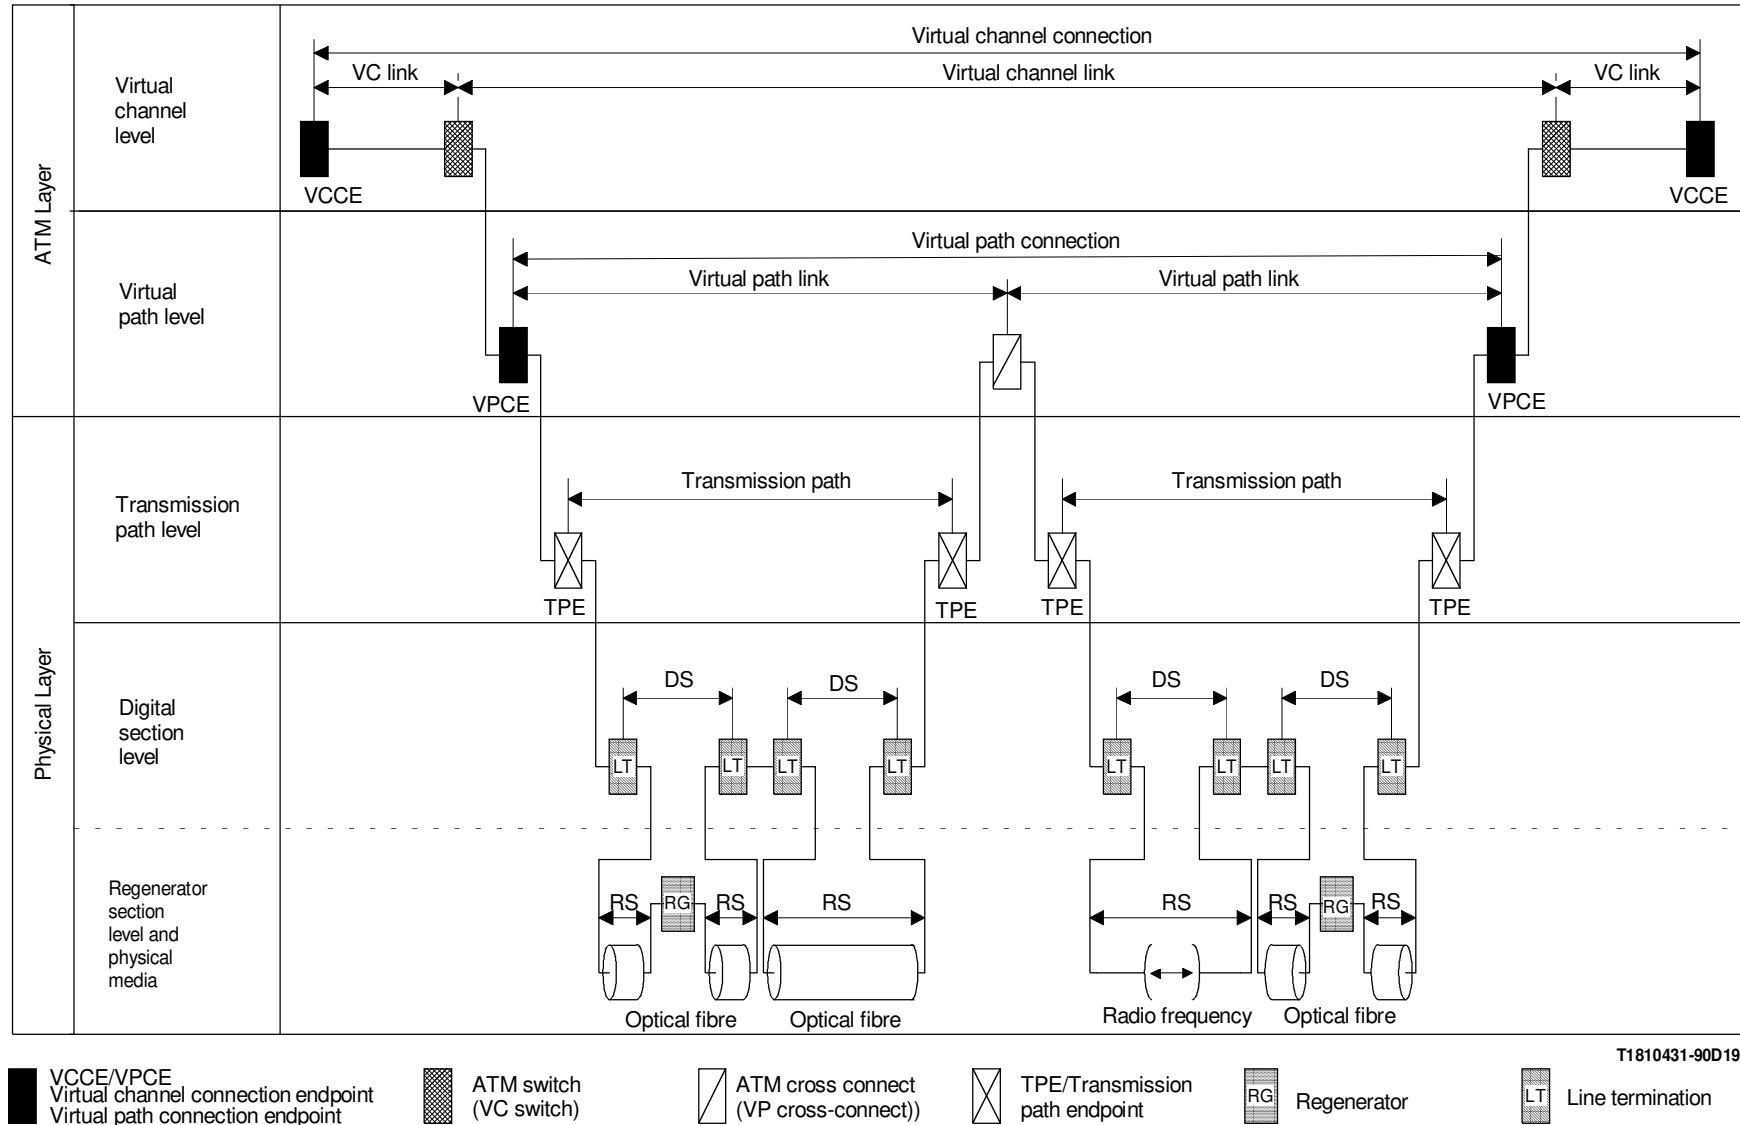 Virtual channel connection
VC link
Virtual channel link
VC link
Virtual
channel
level
VCCE
VCCE
ATM Layer
Virtual path connection
Virtual path link
Virtual path link
Virtual
path level
VPCE
VPCE
Transmission path
Transmission path
Transmission
path level
TPE
TPE
TPE
TPE
Physical Layer
DS
DS
DS
DS
Digital
section
level
LT
LT
LT
LT
LT
LT
LT
LT
Regenerator
section
level and
physical
media
RS
RG
RS
RS
RS
RS
RG
RS
Optical fibre
Optical fibre
Radio frequency
Optical fibre
T1810431-90D19
VCCE/VPCE
Virtual channel connection endpoint
Virtual path connection endpoint
ATM switch
(VC switch)
ATM cross connect
(VP cross-connect))
TPE/Transmission
path endpoint
RG
Regenerator
LT
Line termination